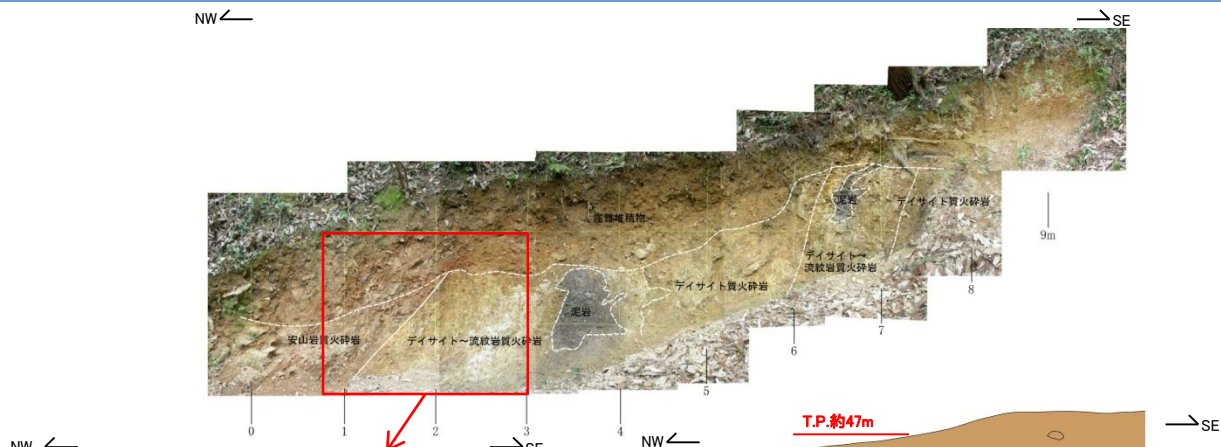 NW
SE
崖錐堆積物
泥岩
デイサイト質火砕岩
9m
デイサイト～
流紋岩質火砕岩
8
デイサイト質火砕岩
泥岩
7
安山岩質火砕岩
デイサイト～流紋岩質火砕岩
6
5
0
1
2
3
4
T.P.約47m
NW
SE
NW
SE